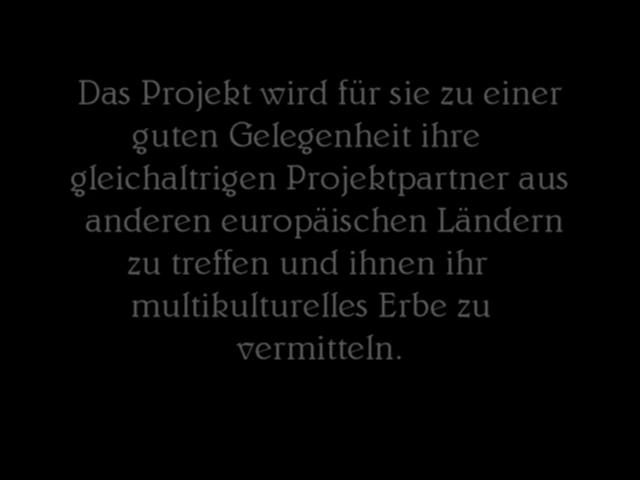 Das Projekt wird für sie zu einer
guten Gelegenheit ihre
gleichaltrigen Projektpartner aus
anderen europäischen Ländern
zu treffen und ihnen ihr
multikulturelles Erbe zu
vermitteln.